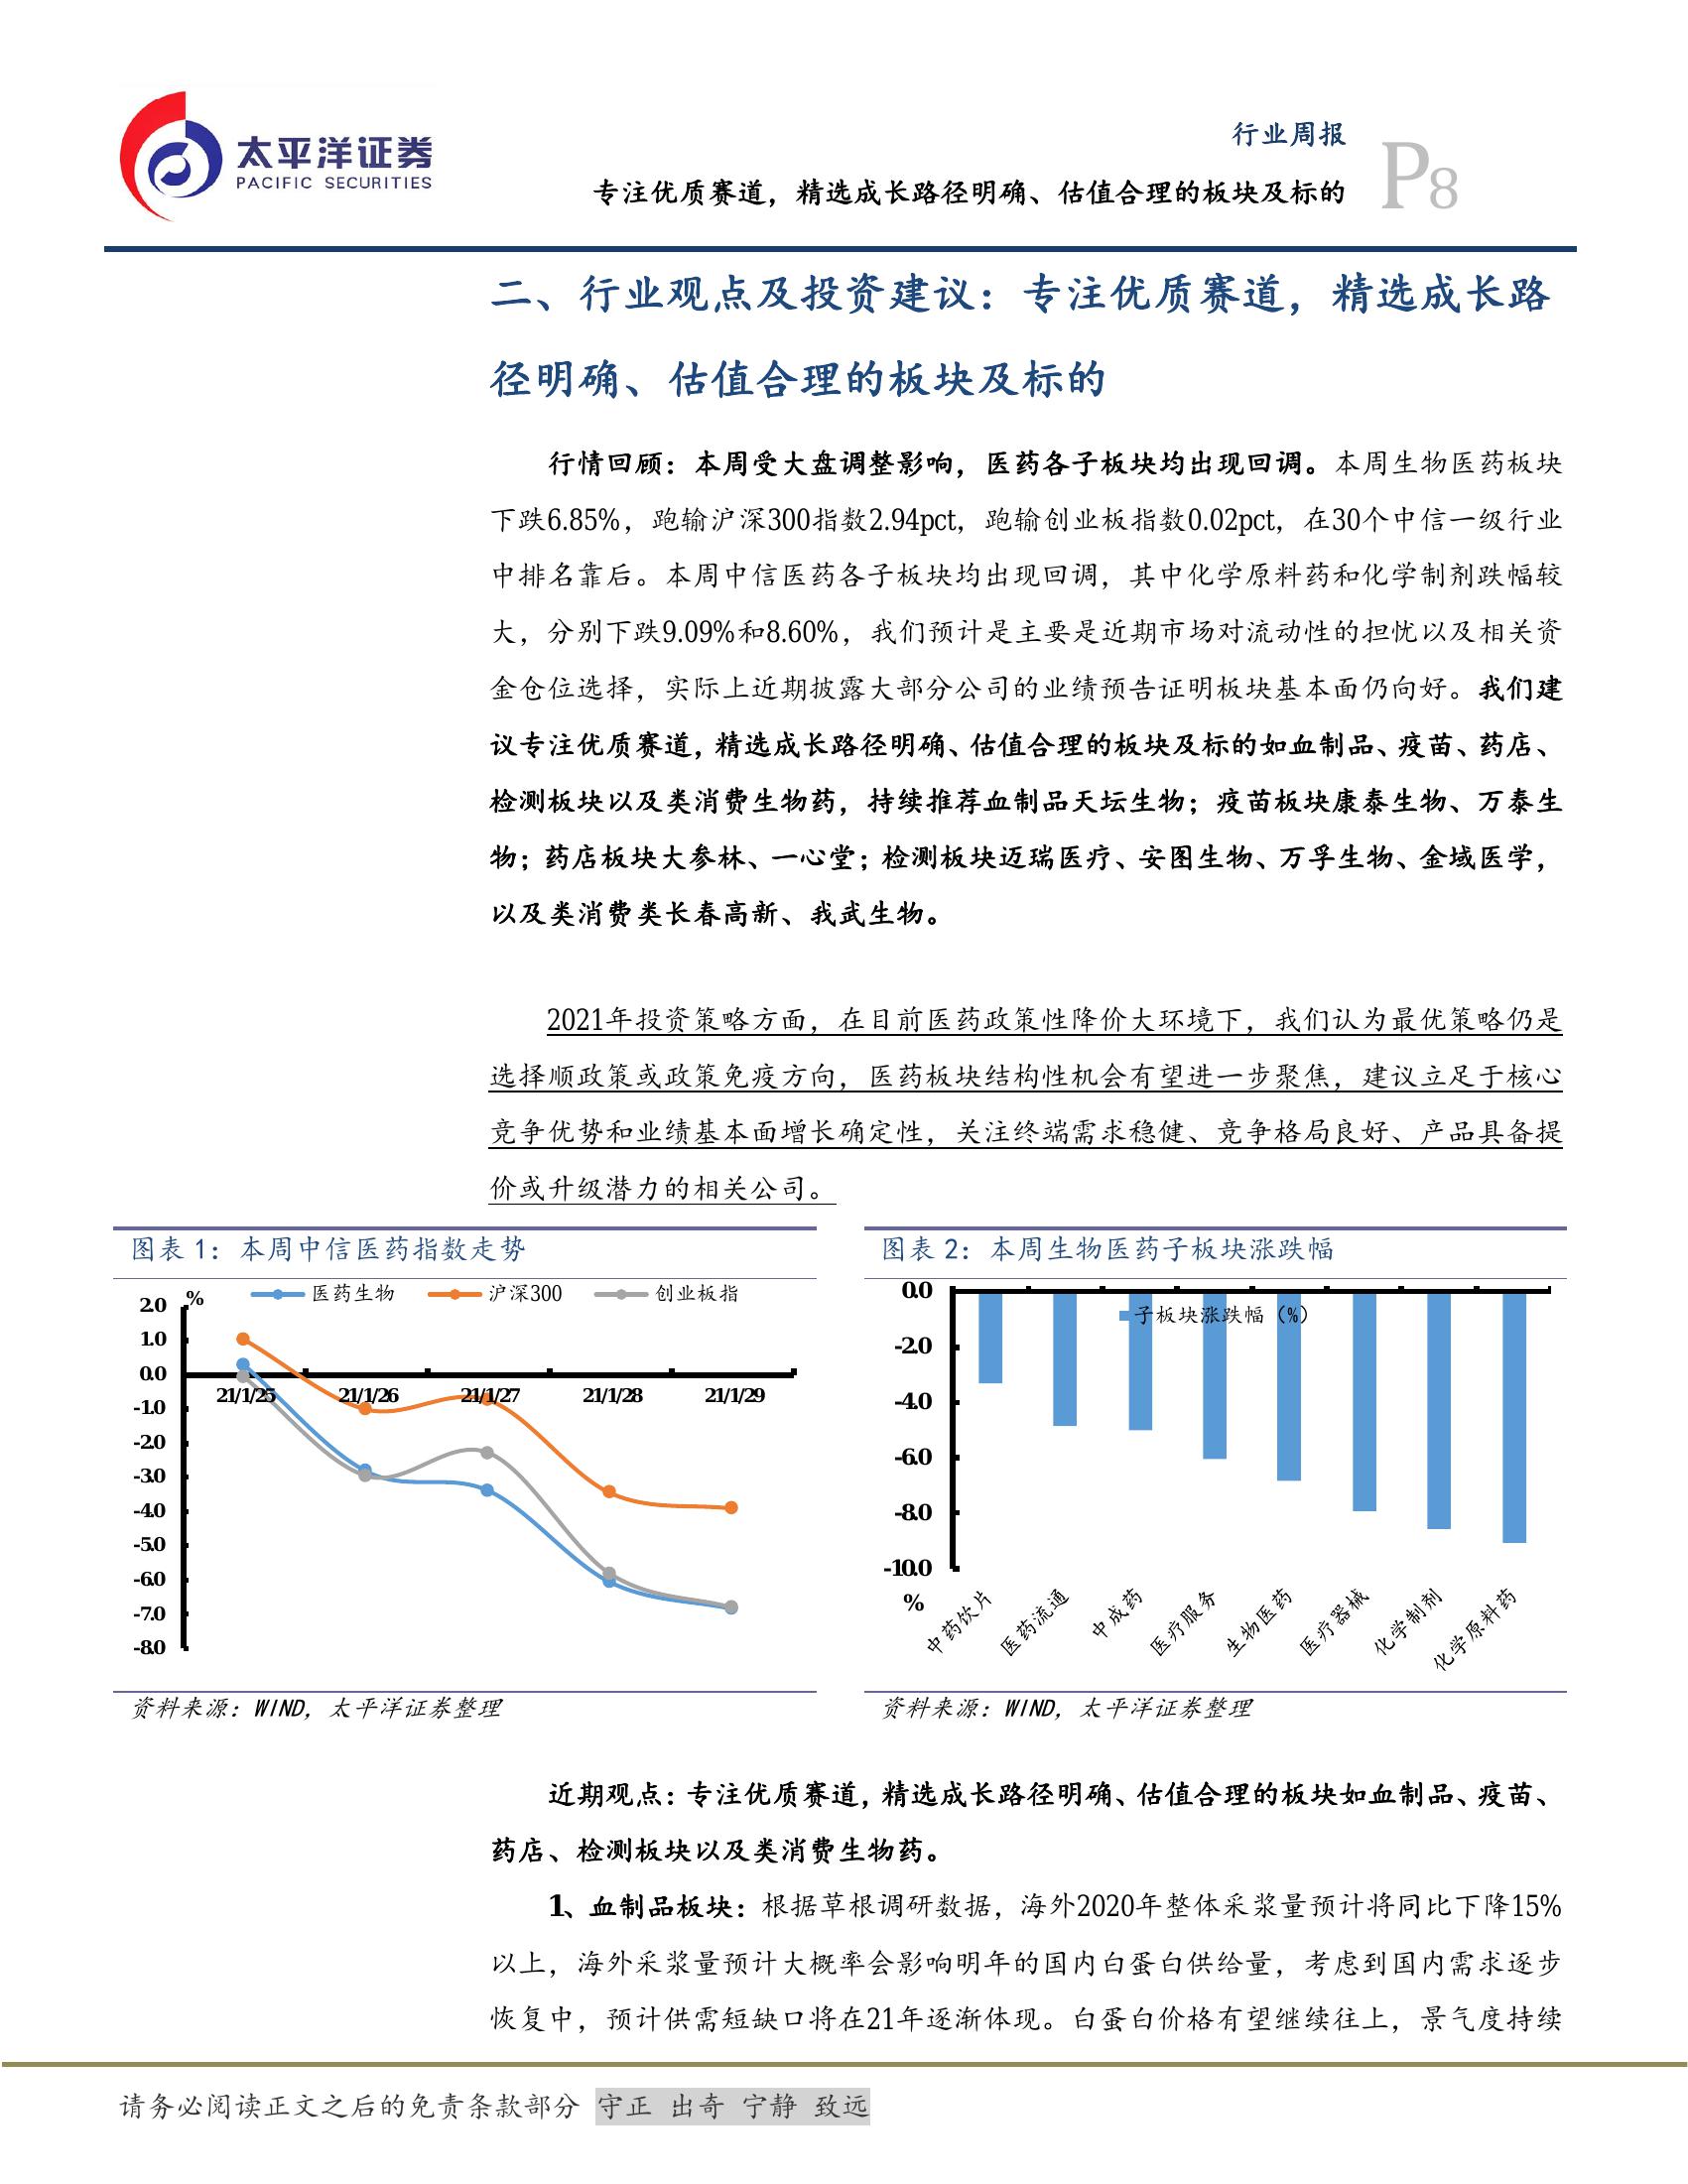 太平洋证券
PACIFIC SECURITIES
行业周报
专注优质赛道，精选成长路径明确、估值合理的板块及标的
P8
二、行业观点及投资建议：专注优质赛道，精选成长路
径明确、估值合理的板块及标的
行情回顾：本周受大盘调整影响，医药各子板块均出现回调。本周生物医药板块
下跌6.85%，跑输沪深300指数2.94pct，跑输创业板指数0.02pct，在30个中信一级行业
中排名靠后。本周中信医药各子板块均出现回调，其中化学原料药和化学制剂跌幅较
大，分别下跌9.09%和8.60%，我们预计是主要是近期市场对流动性的担忧以及相关资
金仓位选择，实际上近期披露大部分公司的业绩预告证明板块基本面仍向好。我们建
议专注优质赛道，精选成长路径明确、估值合理的板块及标的如血制品、疫苗、药店、
检测板块以及类消费生物药，持续推荐血制品天坛生物；疫苗板块康泰生物、万泰生
物；药店板块大参林、一心堂；检测板块迈瑞医疗、安图生物、万孚生物、金域医学，
以及类消费类长春高新、我武生物。
2021年投资策略方面，在目前医药政策性降价大环境下，我们认为最优策略仍是
选择顺政策或政策免疫方向，医药板块结构性机会有望进一步聚焦，建议立足于核心
竞争优势和业绩基本面增长确定性，关注终端需求稳健、竞争格局良好、产品具备提
价或升级潜力的相关公司。
图表 1：本周中信医药指数走势
%
医药生物 沪深300 创业板指
2.0
1.0
0.0
-1.0
-2.0
-3.0
-4.0
-5.0
-6.0
-7.0
-8.0
21/1/25 21/1/26 21/1/27 21/1/28 21/1/29
资料来源：WIND，太平洋证券整理
图表 2：本周生物医药子板块涨跌幅
子板块涨跌幅（%）
0.0
-2.0
-4.0
-6.0
-8.0
-10.0
%
中药饮片 医药流通 中成药 医疗服务 生物医药 医疗器械 化学制剂 化学原料药
资料来源：WIND，太平洋证券整理
近期观点：专注优质赛道，精选成长路径明确、估值合理的板块如血制品、疫苗、
药店、检测板块以及类消费生物药。
1、血制品板块：根据草根调研数据，海外2020年整体采浆量预计将同比下降15%
以上，海外采浆量预计大概率会影响明年的国内白蛋白供给量，考虑到国内需求逐步
恢复中，预计供需短缺口将在21年逐渐体现。白蛋白价格有望继续往上，景气度持续
请务必阅读正文之后的免责条款部分 守正 出奇 宁静 致远